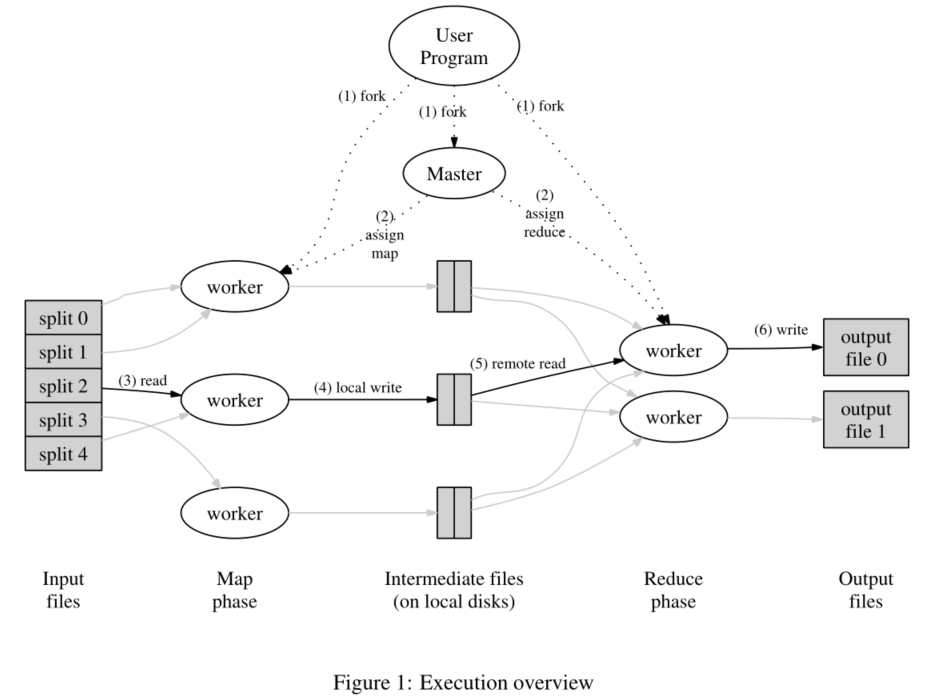 User
Program
(1) fork
(1) fork
(1) fork
Master
(2)
assign
map
(2)
assign
reduce
worker
split 0
split 1
split 2
split 3
split 4
(3) read
worker
(4) local write
(5) remote read
worker
(6) write
output
file 0
worker
output
file 1
worker
Input
files
Map
phase
Intermediate files
(on local disks)
Reduce
phase
Output
files
Figure 1: Execution overview